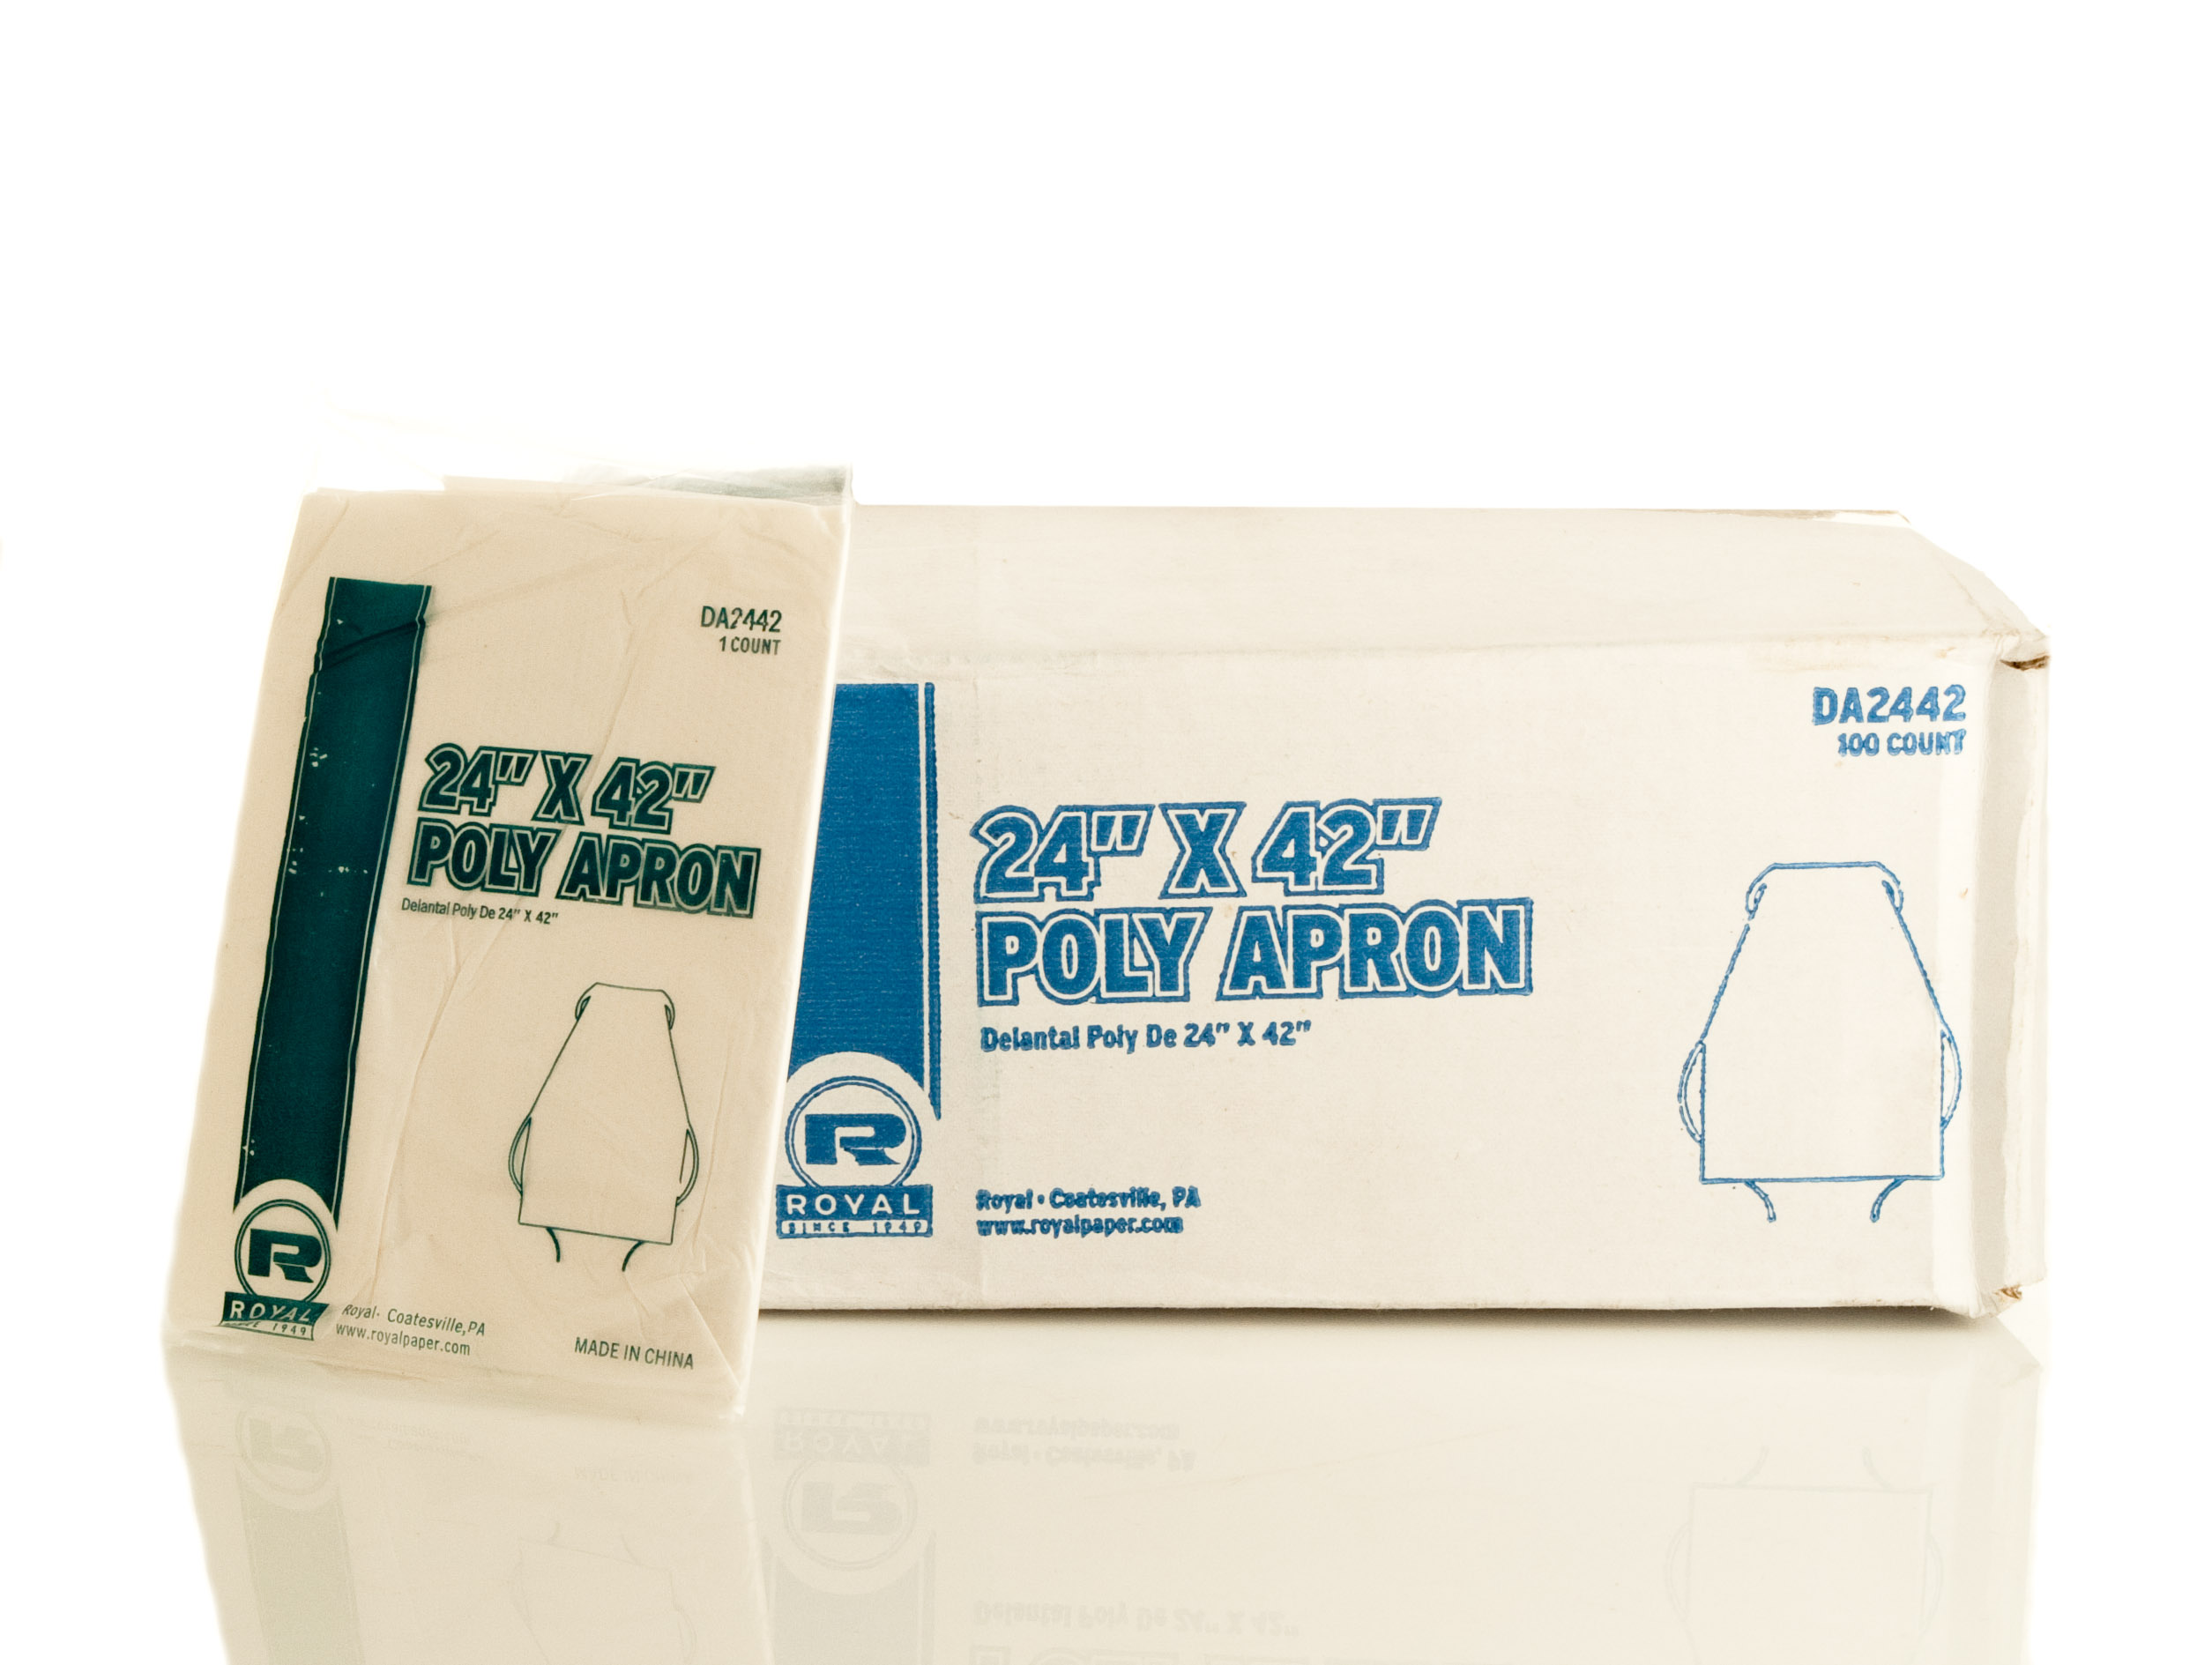 DA2442
1 COUNT
24" X 42"
POLY APRON
Delantal Poly De 24" X 42"
R
ROYAL
SINCE 1949
Royal · Coatesville, PA
www.royalpaper.com
MADE IN CHINA
DA2442
100 COUNT
24" X 42"
POLY APRON
Delantal Poly De 24" X 42"
R
ROYAL
SINCE 1949
Royal · Coatesville, PA
www.royalpaper.com